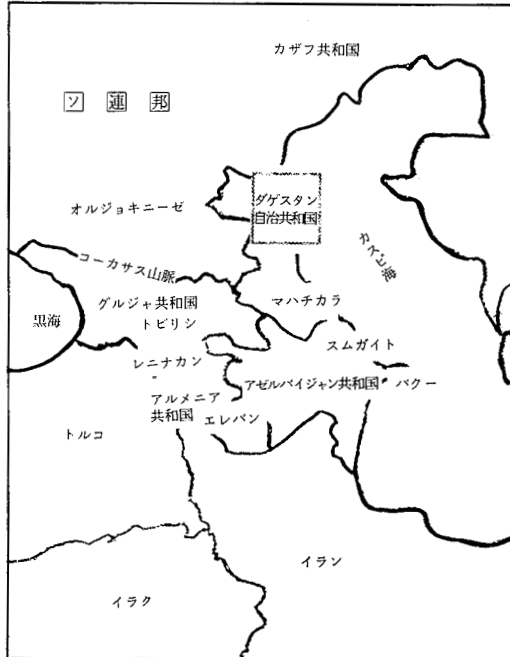 カザフ共和国
ソ連邦
ダゲスタン
自治共和国
オルジョキニーゼ
カスピ海
コーカサス山脈
マハチカラ
グルジャ共和国
トビリシ
黒海
スムガイト
レニナカン
アゼルバイジャン共和国
バクー
アルメニア
共和国
エレバン
トルコ
イラン
イラク